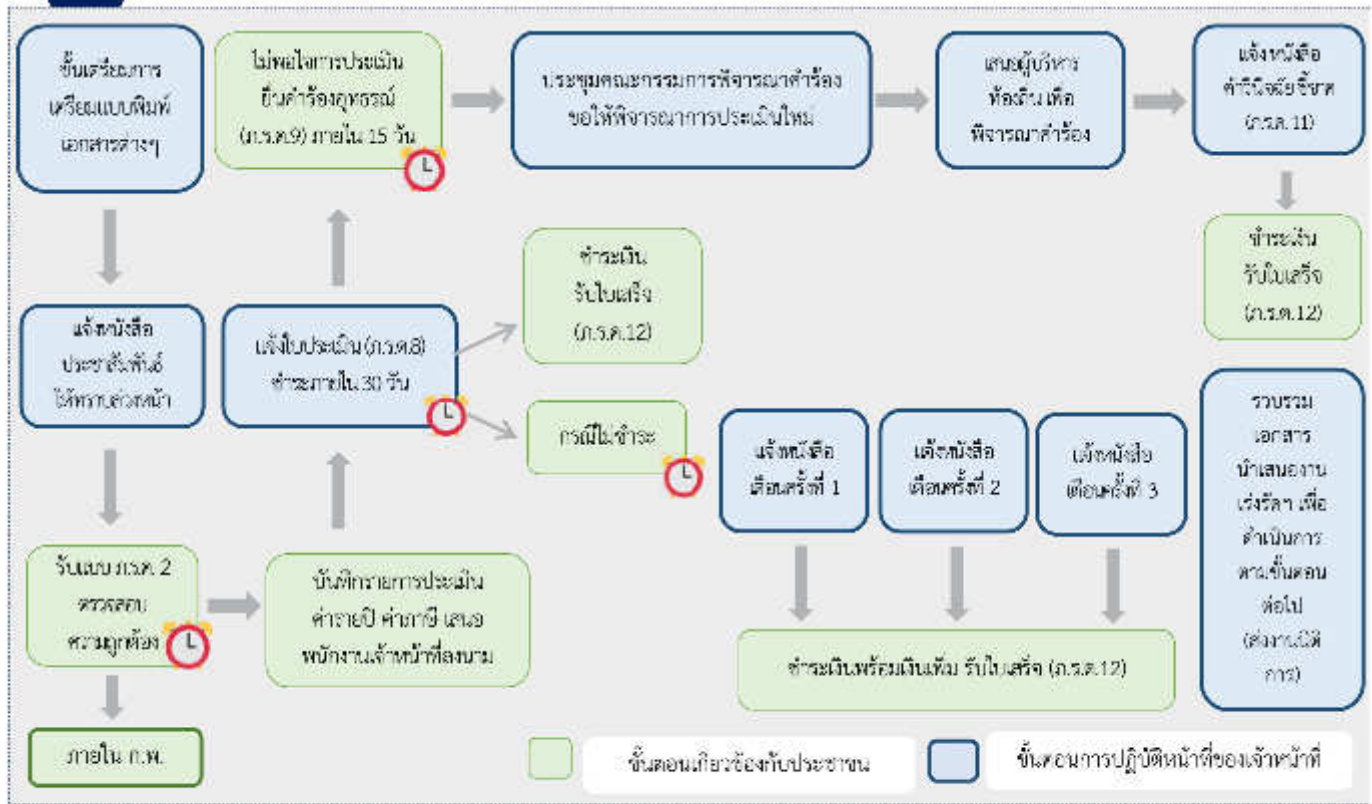 ขั้นเตรียมการ
เตรียมแบบพิมพ์
เอกสารต่างๆ
ไม่พอใจการประเมิน
ยื่นคำร้องอุทธรณ์
(ภ.ร.ด.9) ภายใน 15 วัน
ประชุมคณะกรรมการพิจารณาคำร้อง
ขอให้พิจารณาการประเมินใหม่
เสนอผู้บริหาร
ท้องถิ่น เพื่อ
พิจารณาคำร้อง
แจ้งหนังสือ
คำวินิจฉัยชี้ขาด
(ภ.ร.ด. 11)
ชำระเงิน
รับใบเสร็จ
(ภ.ร.ด.12)
แจ้งหนังสือ
ประชาสัมพันธ์
ให้ทราบล่วงหน้า
แจ้งใบประเมิน (ภ.ร.ด.8)
ชำระภายใน 30 วัน
ชำระเงิน
รับใบเสร็จ
(ภ.ร.ด.12)
กรณีไม่ชำระ
แจ้งหนังสือ
เตือนครั้งที่ 1
แจ้งหนังสือ
เตือนครั้งที่ 2
แจ้งหนังสือ
เตือนครั้งที่ 3
รวบรวม
เอกสาร
นำเสนองาน
เร่งรัดฯ เพื่อ
ดำเนินการ
ตามขั้นตอน
ต่อไป
(ส่งงานนิติ
การ)
รับแบบ ภ.ร.ด. 2
ตรวจสอบ
ความถูกต้อง
บันทึกรายการประเมิน
ค่ารายปี ค่าภาษี เสนอ
พนักงานเจ้าหน้าที่ลงนาม
ชำระเงินพร้อมเงินเพิ่ม รับใบเสร็จ (ภ.ร.ด.12)
ภายใน ก.พ.
ขั้นตอนเกี่ยวข้องกับประชาชน
ขั้นตอนการปฏิบัติหน้าที่ของเจ้าหน้าที่